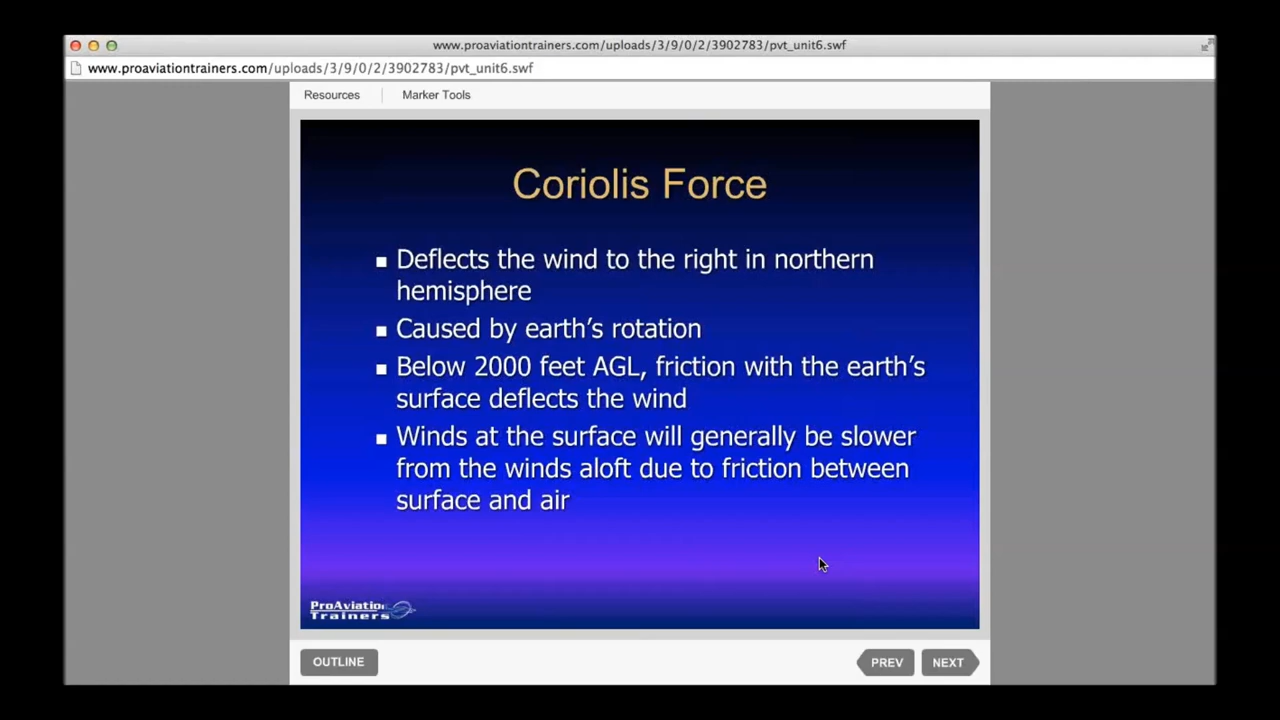 www.proaviationtrainers.com/uploads/3/9/0/2/3902783/pvt_unit6.swf
www.proaviationtrainers.com/uploads/3/9/0/2/3902783/pvt_unit6.swf
Resources
Marker Tools
Coriolis Force
Deflects the wind to the right in northern
hemisphere
Caused by earth's rotation
Below 2000 feet AGL, friction with the earth's
surface deflects the wind
Winds at the surface will generally be slower
from the winds aloft due to friction between
surface and air
ProAviation
Trainers
OUTLINE
PREV
NEXT